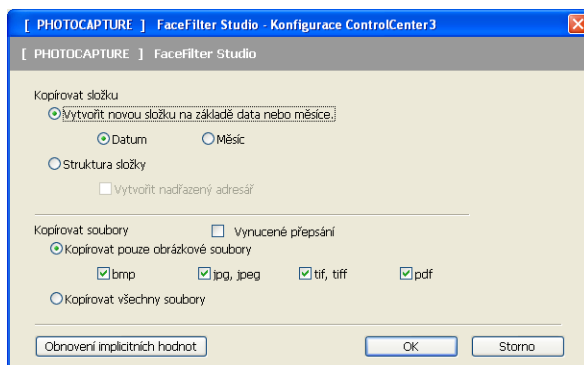 [ PHOTOCAPTURE ] FaceFilter Studio - Konfigurace ControlCenter3
[ PHOTOCAPTURE ] FaceFilter Studio
Kopírovat složku
Vytvořit novou složku na základě data nebo měsíce.
Datum Měsíc
Struktura složky
Vytvořit nadřazený adresář
Kopírovat soubory Vynucené přepsání
Kopírovat pouze obrázkové soubory
bmp jpg, jpeg tif, tiff pdf
Kopírovat všechny soubory
Obnovení implicitních hodnot OK Storno